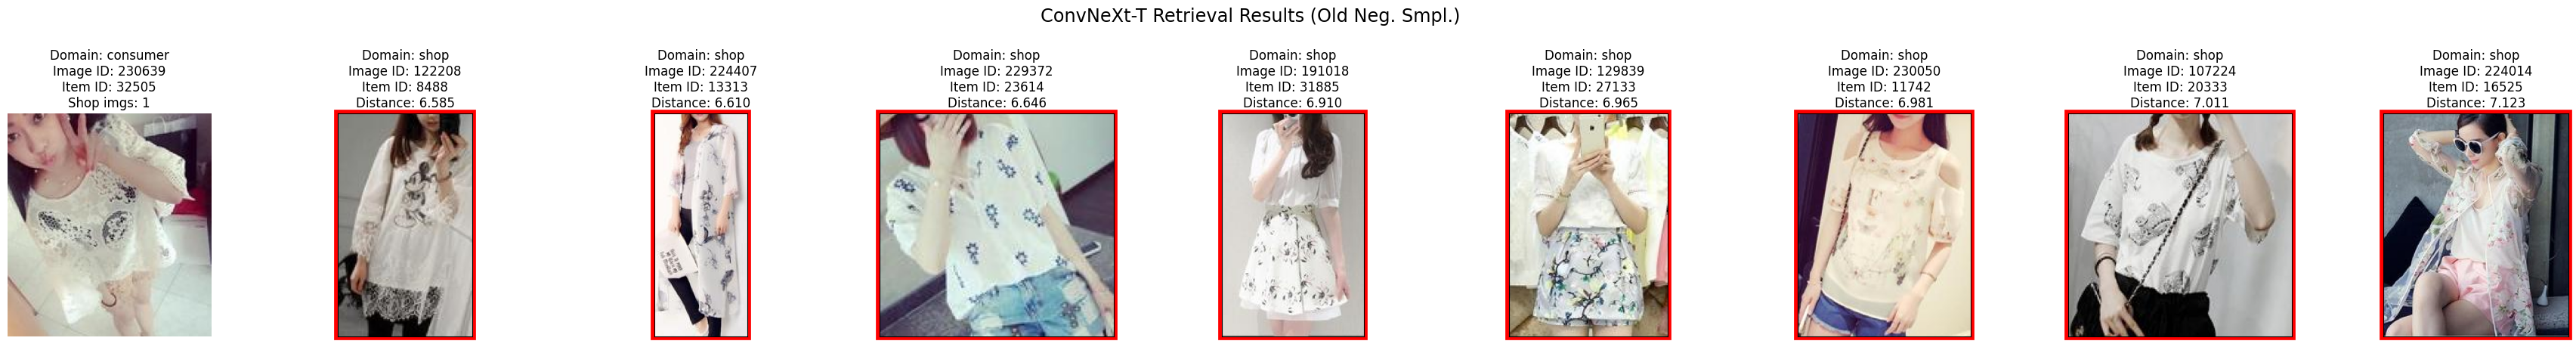 ConvNeXt-T Retrieval Results (Old Neg. Smpl.)
Domain: consumer
Image ID: 230639
Item ID: 32505
Shop imgs: 1
Domain: shop
Image ID: 122208
Item ID: 8488
Distance: 6.585
Domain: shop
Image ID: 224407
Item ID: 13313
Distance: 6.610
Domain: shop
Image ID: 229372
Item ID: 23614
Distance: 6.646
Domain: shop
Image ID: 191018
Item ID: 31885
Distance: 6.910
Domain: shop
Image ID: 129839
Item ID: 27133
Distance: 6.965
Domain: shop
Image ID: 230050
Item ID: 11742
Distance: 6.981
Domain: shop
Image ID: 107224
Item ID: 20333
Distance: 7.011
Domain: shop
Image ID: 224014
Item ID: 16525
Distance: 7.123